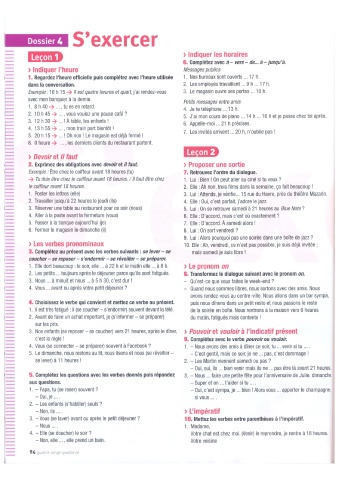 Dossier 4 S'exercer
Leçon 1
> Indiquer l'heure
1. Regardez l'heure officielle puis complétez avec l'heure utilisée
dans la conversation.
Exemple : 16 h 15 → Il est quatre heures et quart, j'ai rendez-vous
avec mon banquier à la demie.
1. 8 h 40 → …, tu es en retard.
2. 10 h 45 → …, vous voulez une pause café ?
3. 12 h 30 → … ! À table, les enfants !
4. 13 h 55 → …, mon train part bientôt !
5. 20 h 15 → … ! Oh non ! Le magasin est déjà fermé !
6. 0 heure → …, les derniers clients du restaurant partent.
> Devoir et Il faut
3. Exprimez des obligations avec devoir et il faut.
Exemple : Être chez le coiffeur avant 18 heures (tu)
→ Tu dois être chez le coiffeur avant 18 heures. / Il faut être chez
le coiffeur avant 18 heures.
1. Poster les lettres (elle)
2. Travailler jusqu'à 22 heures le jeudi (ils)
3. Réserver une table au restaurant pour ce soir (nous)
4. Aller à la poste avant la fermeture (vous)
5. Passer à la banque aujourd'hui (je)
6. Fermer le magasin à dimanche (il)
> Les verbes pronominaux
3. Complétez au présent avec les verbes suivants : se lever – se
coucher – se reposer – s'endormir – se réveiller – se préparer.
1. Elle dort beaucoup : le soir, elle … à 22 h et le matin elle … à 8 h.
2. Les petits … toujours après le déjeuner parce qu'ils sont fatigués.
3. Nous … à minuit et nous … à 5 h 30, c'est dur !
4. Vous … avant ou après votre petit déjeuner ?
4. Choisissez le verbe qui convient et mettez ce verbe au présent.
1. Il est très fatigué : il (se coucher – s'endormir) souvent devant la télé.
2. Avant de faire un achat important, je (s'informer – se préparer)
sur les prix.
3. Nos enfants (se reposer – se coucher) vers 21 heures, après le dîner,
c'est la règle !
4. Vous (se connecter – se préparer) souvent à Facebook ?
5. Le dimanche, nous restons au lit, nous lisons et nous (se réveiller –
se lever) à 11 heures !
5. Complétez les questions avec les verbes donnés puis répondez
aux questions.
1. – Papa, tu (se raser) souvent ?
– Oui, je …
2. – Les enfants (s'habiller) seuls ?
– Non, ils …
3. – Vous (se laver) avant ou après le petit déjeuner ?
– Nous …
4. – Elle (se doucher) le soir ?
– Non, elle …, elle prend un bain.
94
> Indiquer les horaires
6. Complétez avec à – vers – de… à – jusqu'à.
Messages publics
1. Nos bureaux sont ouverts … 12 h.
2. Les employés travaillent … 9 h … 17 h.
3. Le magasin ouvre ses portes … 10 h.
Petits messages entre amis
4. Je te téléphone … 13 h.
5. J'ai mon cours de piano … 14 h … 16 h et je passe chez toi après.
6. Appelle-moi … 21 h précises.
7. Les invités arrivent … 20 h, n'oublie pas !
Leçon 2
> Proposer une sortie
7. Retrouvez l'ordre du dialogue.
1. Lui : Bien ! On peut aller au ciné si tu veux ?
2. Elle : Ah non, trois films dans la semaine, ça fait beaucoup !
3. Lui : Attends, je vérifie… 15 rue du Havre, près du théâtre Mazarin.
4. Elle : Oui, c'est parfait, j'adore le jazz.
5. Lui : On se retrouve samedi à 21 heures au
6. Elle : D'accord, mais c'est où exactement ?
7. Elle : D'accord. À samedi alors !
8. Lui : On sort vendredi ?
9. Lui : Alors pourquoi pas une soirée dans une boîte de jazz ?
10. Elle : Ah, vendredi, ce n'est pas possible, je suis déjà invitée ;
mais samedi je suis libre !
> Le pronom on
8. Transformez le dialogue suivant avec le pronom on.
– Qu'est-ce que vous faites le week-end ?
– Quand nous sommes libres, nous sortons avec des amis. Nous
avons rendez-vous au centre-ville. Nous allons dans un bar sympa,
puis nous dînons dans un petit resto et nous passons le reste
de la soirée en boîte. Nous rentrons à la maison vers 6 heures
du matin, fatigués mais contents !
> Pouvoir et vouloir à l'indicatif présent
9. Complétez avec le verbe pouvoir ou vouloir.
1. – Nous avons des amis à dîner ce soir, tu … venir si tu …
– C'est gentil, mais ce soir, je ne … pas, c'est dommage !
2. – Les Martin viennent samedi ou pas ?
– Oui, oui, ils … bien venir mais ils ne … pas être là avant 21 heures.
3. – Nous … faire une petite fête pour l'anniversaire de Julie, dimanche.
– Super et on … t'aider si tu …
– Oui, c'est sympa, je … bien ! Alors vous … apporter le champagne,
si vous …
> L'impératif
10. Mettez les verbes entre parenthèses à l'impératif.
1. Madame,
Votre chat est chez moi. (Venir) le reprendre, je rentre à 18 heures.
Votre voisine